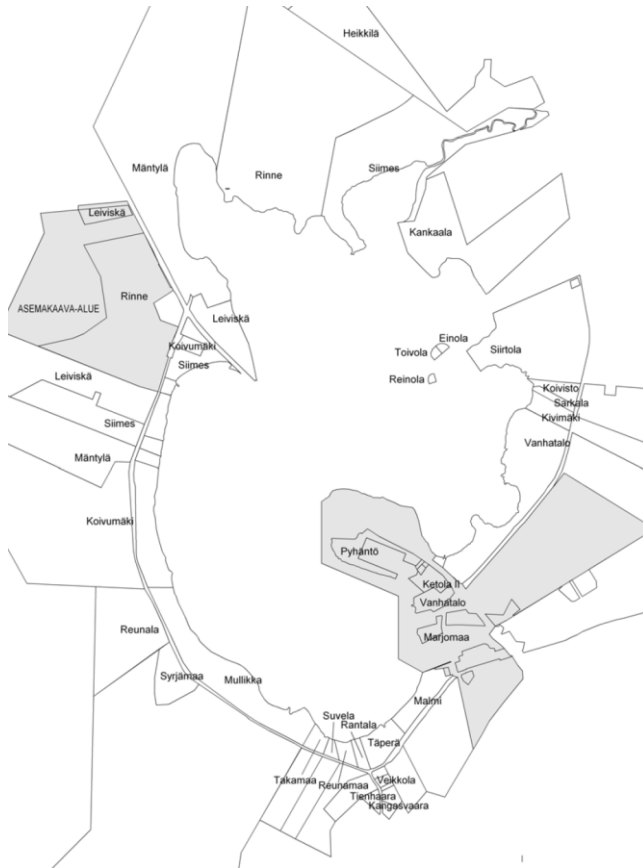 Heikkilä
Mäntylä
Rinne
Siimes
Leiviskä
Kankaala
Rinne
ASEMAKAAVA-ALUE
Leiviskä
Einola
Koivumäki
Toivola
Siirtola
Siimes
Leiviskä
Reinola
Koivisto
Sarkala
Siimes
Kivimäki
Vanhatalo
Mäntylä
Koivumäki
Pyhäntö
Ketola II
Vanhatalo
Reunala
Marjomaa
Syrjämaa
Mullikka
Malmi
Suvela
Rantala
Täperä
Takamaa
Reunamaa
Veikkola
Tienhaara
Kangasvaara